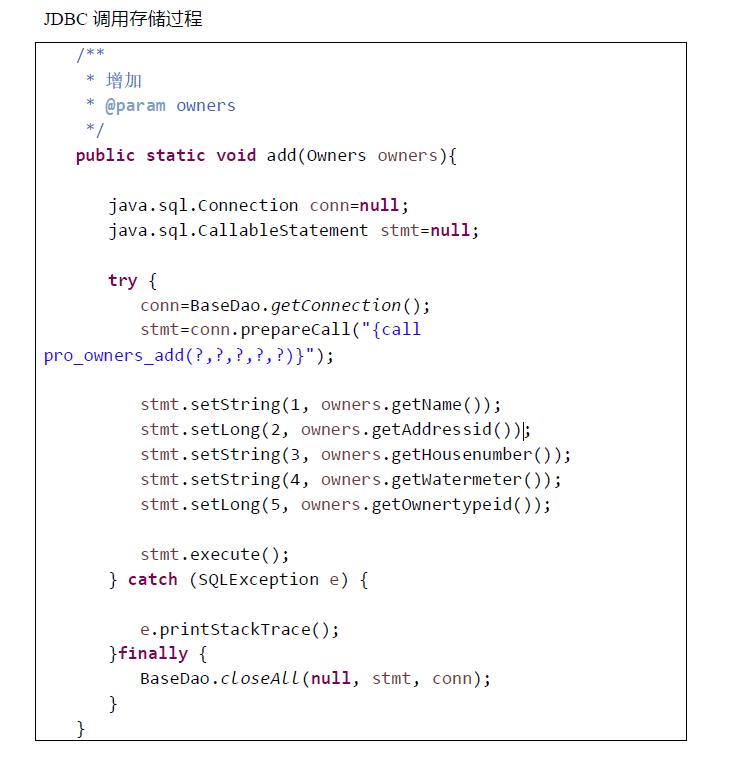 JDBC 调用存储过程
/**
 * 增加
 * @param owners
 */
public static void add(Owners owners){
java.sql.Connection conn=null;
java.sql.CallableStatement stmt=null;
try {
conn=BaseDao.getConnection();
stmt=conn.prepareCall("{call
pro_owners_add(?,?,?,?,?)}");
stmt.setString(1, owners.getName());
stmt.setLong(2, owners.getAddressid());
stmt.setString(3, owners.getHousenumber());
stmt.setString(4, owners.getWatermeter());
stmt.setLong(5, owners.getOwnertypeid());
stmt.execute();
} catch (SQLException e) {
e.printStackTrace();
}finally {
BaseDao.closeAll(null, stmt, conn);
}
}